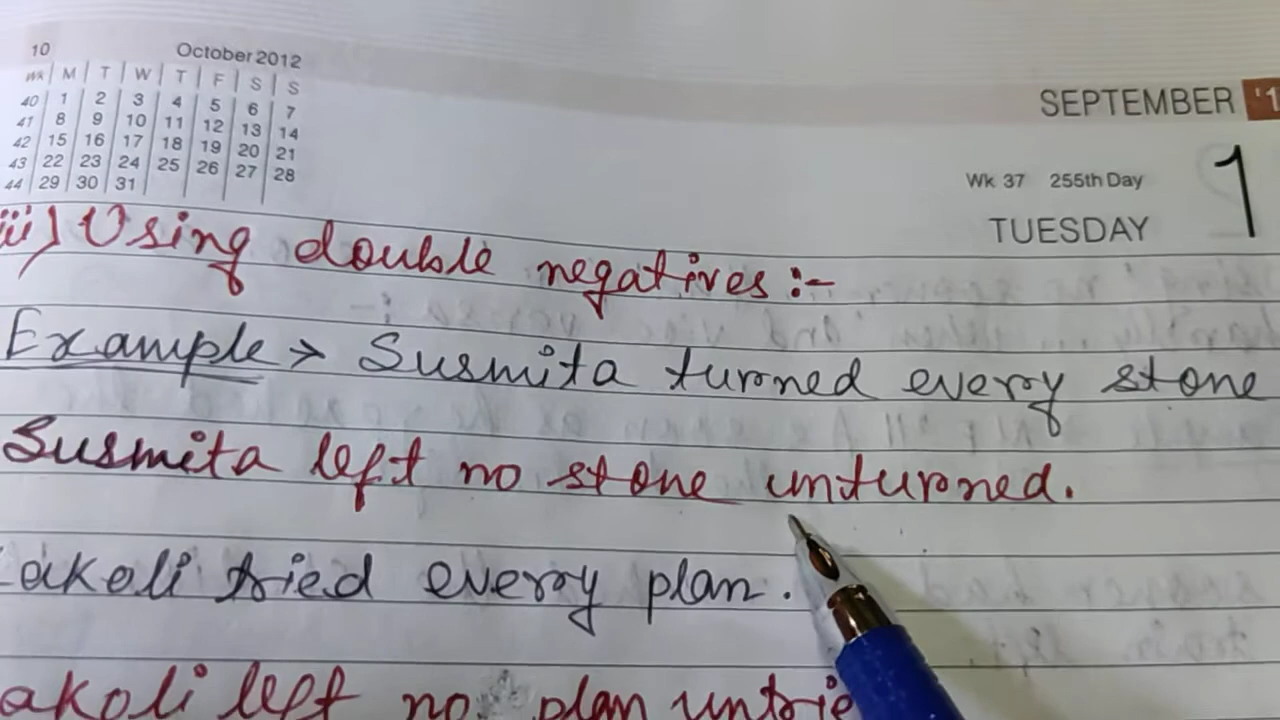 10 October 2012
Wk M T W T F S S
40 1 2 3 4 5 6 7
41 8 9 10 11 12 13 14
42 15 16 17 18 19 20 21
43 22 23 24 25 26 27 28
44 29 30 31
SEPTEMBER '1
Wk 37 255th Day
TUESDAY
1
iii) Using double negatives :-
Example > Susmita turned every stone
Susmita left no stone unturned.
akoli tried every plan.
akoli left no plan untrie